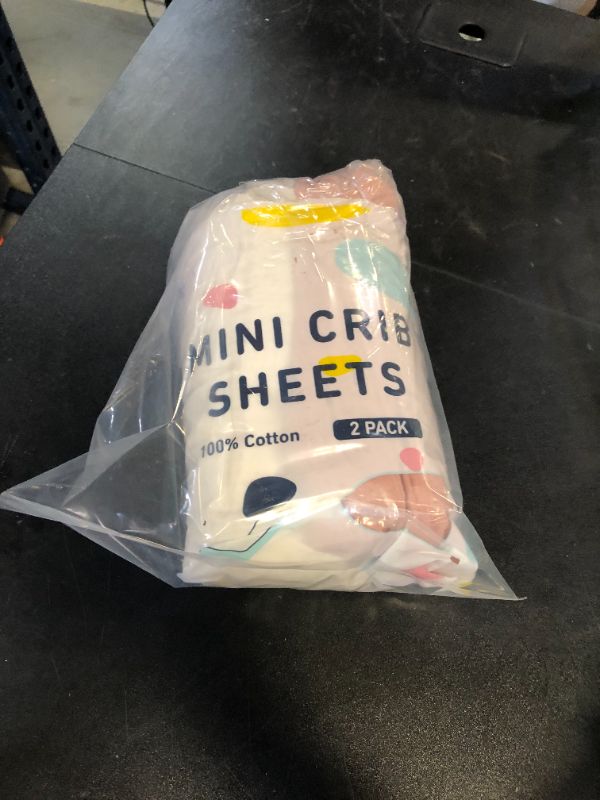 MINI CRIB
SHEETS
100% Cotton
2 PACK